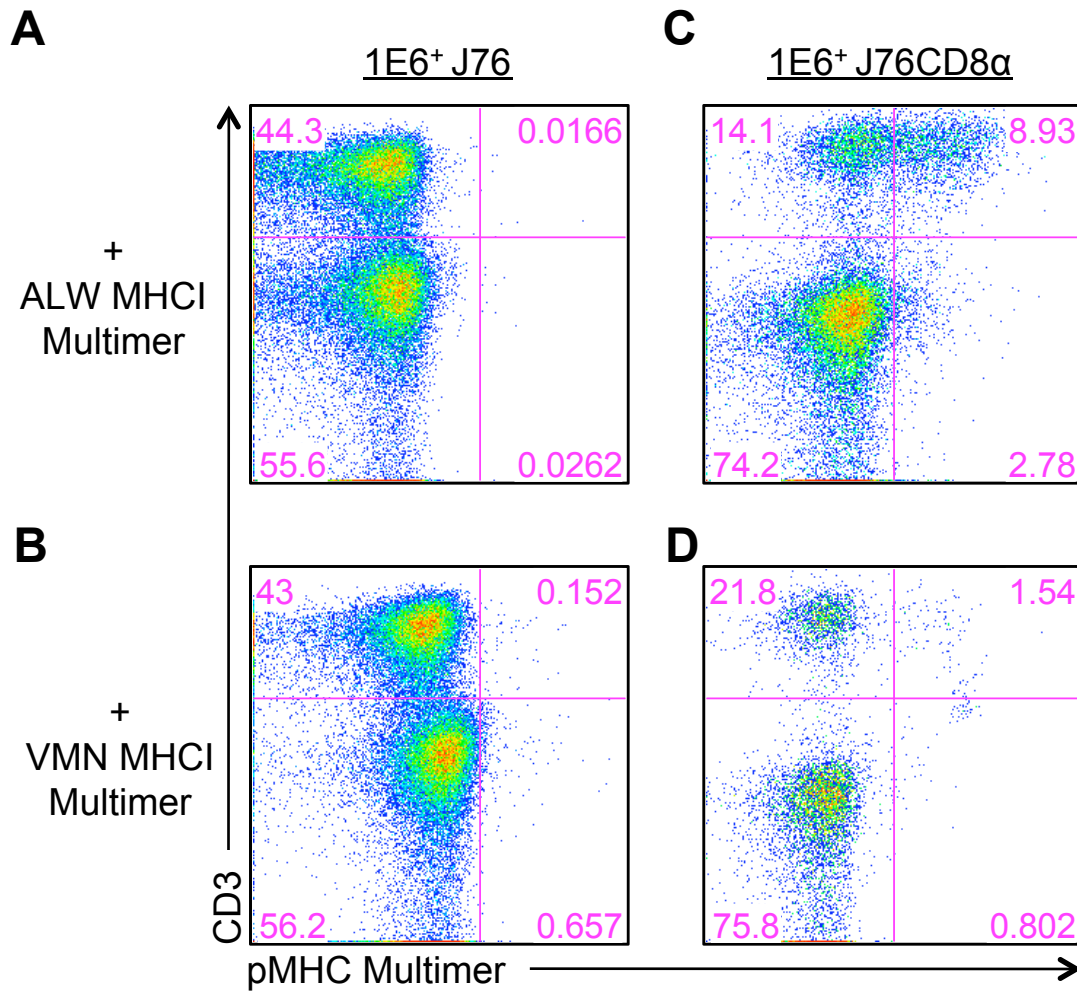 A
C
1E6⁺ J76
1E6⁺ J76CD8α
44.3
0.0166
14.1
8.93
+
ALW MHCI
Multimer
55.6
0.0262
74.2
2.78
B
D
43
0.152
21.8
1.54
+
VMN MHCI
Multimer
CD3
56.2
0.657
75.8
0.802
pMHC Multimer